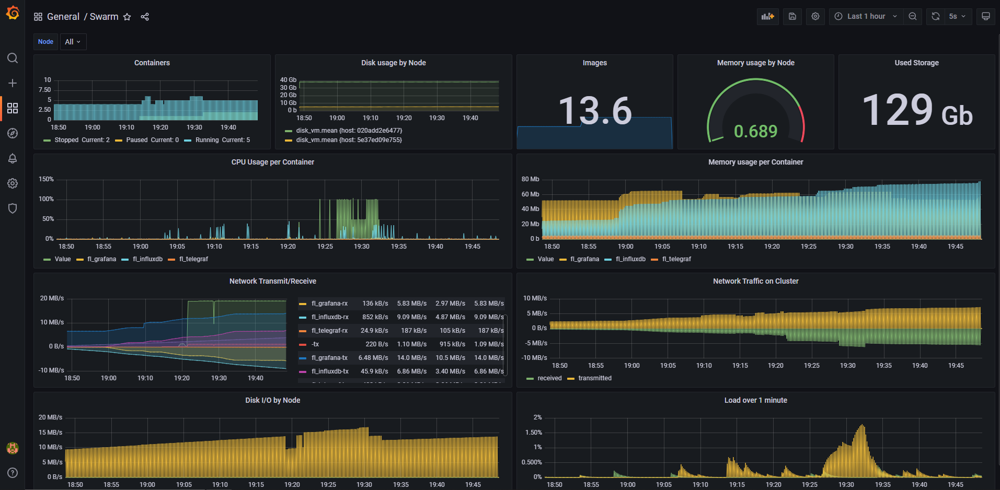 General / Swarm
Last 1 hour
5s
Node
All
Containers
10
7.50
5
2.50
0
18:50 19:00 19:10 19:20 19:30 19:40
Stopped Current: 2 Paused Current: 0 Running Current: 5
Disk usage by Node
40 Gb
30 Gb
20 Gb
10 Gb
0 b
18:50 19:00 19:10 19:20 19:30 19:40
disk_vm.mean {host: 020add2e6477}
disk_vm.mean {host: 5e37ed09e755}
Images
13.6
Memory usage by Node
0.689
Used Storage
129 Gb
CPU Usage per Container
150%
100%
50%
0%
18:50 18:55 19:00 19:05 19:10 19:15 19:20 19:25 19:30 19:35 19:40 19:45
Value fl_grafana fl_influxdb fl_telegraf
Memory usage per Container
80 Mb
60 Mb
40 Mb
20 Mb
0 b
18:50 18:55 19:00 19:05 19:10 19:15 19:20 19:25 19:30 19:35 19:40 19:45
Value fl_grafana fl_influxdb fl_telegraf
Network Transmit/Receive
20 MB/s
10 MB/s
0 B/s
-10 MB/s
18:50 19:00 19:10 19:20 19:30 19:40
fl_grafana-rx 136 kB/s 5.83 MB/s 2.97 MB/s 5.83 MB/s
fl_influxdb-rx 852 kB/s 9.09 MB/s 4.87 MB/s 9.09 MB/s
fl_telegraf-rx 24.9 kB/s 187 kB/s 105 kB/s 187 kB/s
-tx 220 B/s 1.10 MB/s 915 kB/s 1.09 MB/s
fl_grafana-tx 6.48 MB/s 14.0 MB/s 10.5 MB/s 14.0 MB/s
fl_influxdb-tx 45.9 kB/s 6.86 MB/s 3.40 MB/s 6.86 MB/s
Network Traffic on Cluster
10 MB/s
5 MB/s
0 B/s
-5 MB/s
-10 MB/s
18:50 18:55 19:00 19:05 19:10 19:15 19:20 19:25 19:30 19:35 19:40 19:45
received transmitted
Disk I/O by Node
20 MB/s
15 MB/s
10 MB/s
5 MB/s
0 B/s
18:50 18:55 19:00 19:05 19:10 19:15 19:20 19:25 19:30 19:35 19:40 19:45
Load over 1 minute
2%
1.50%
1%
0.500%
0%
18:50 18:55 19:00 19:05 19:10 19:15 19:20 19:25 19:30 19:35 19:40 19:45